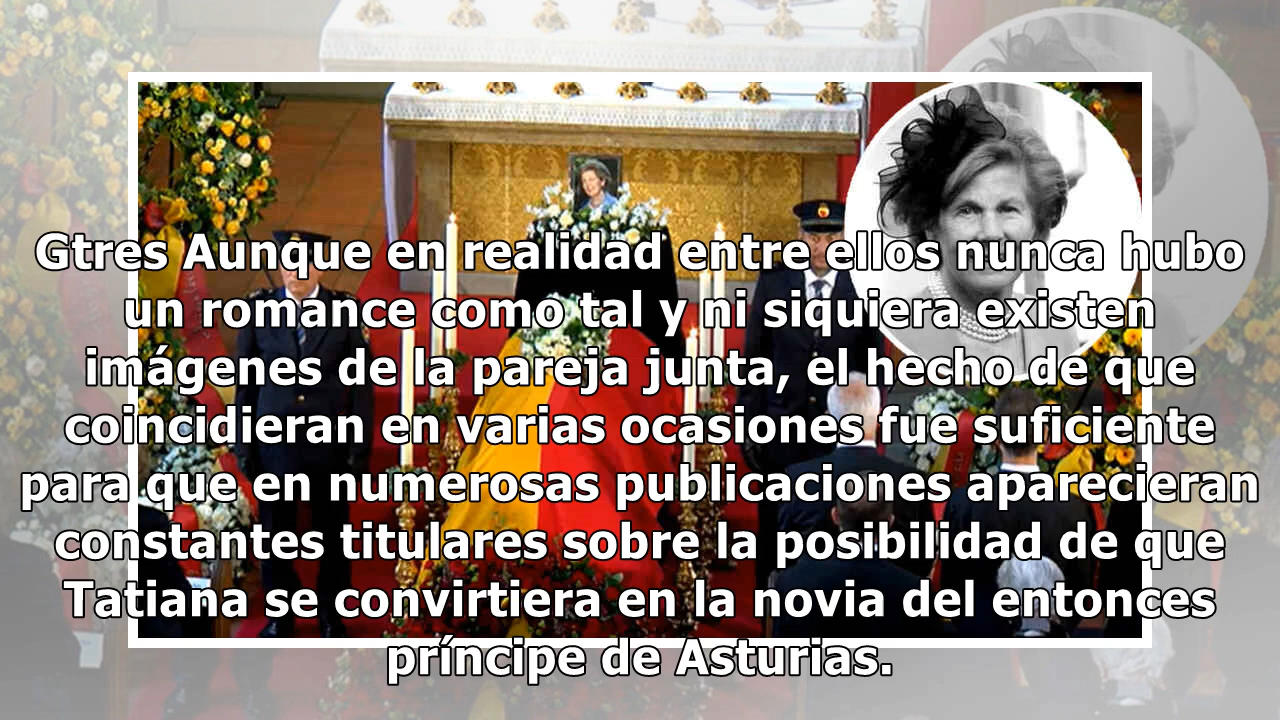 Gtres Aunque en realidad entre ellos nunca hubo
un romance como tal y ni siquiera existen
imágenes de la pareja junta, el hecho de que
coincidieran en varias ocasiones fue suficiente
para que en numerosas publicaciones aparecieran
constantes titulares sobre la posibilidad de que
Tatiana se convirtiera en la novia del entonces
príncipe de Asturias.